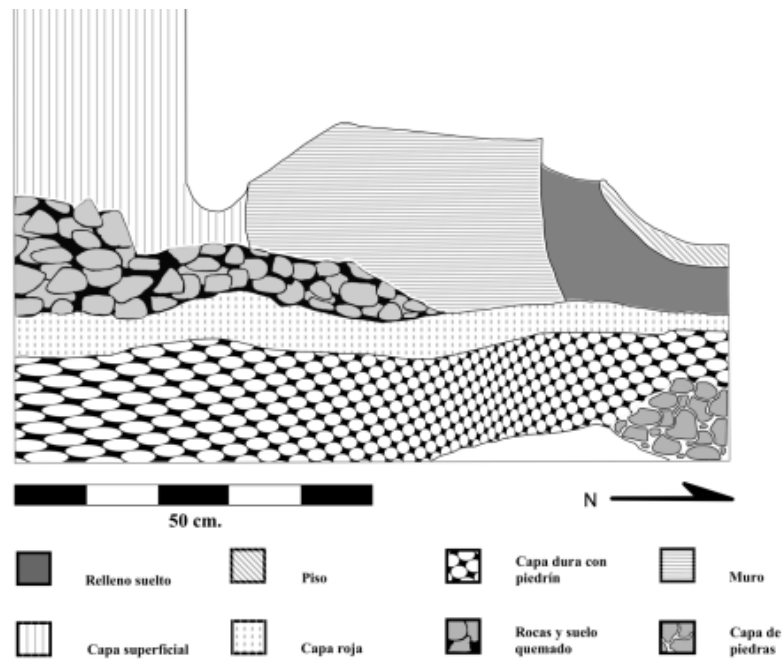 50 cm.
N
Relleno suelto
Piso
Capa dura con
piedrín
Muro
Capa superficial
Capa roja
Rocas y suelo
quemado
Capa de
piedras